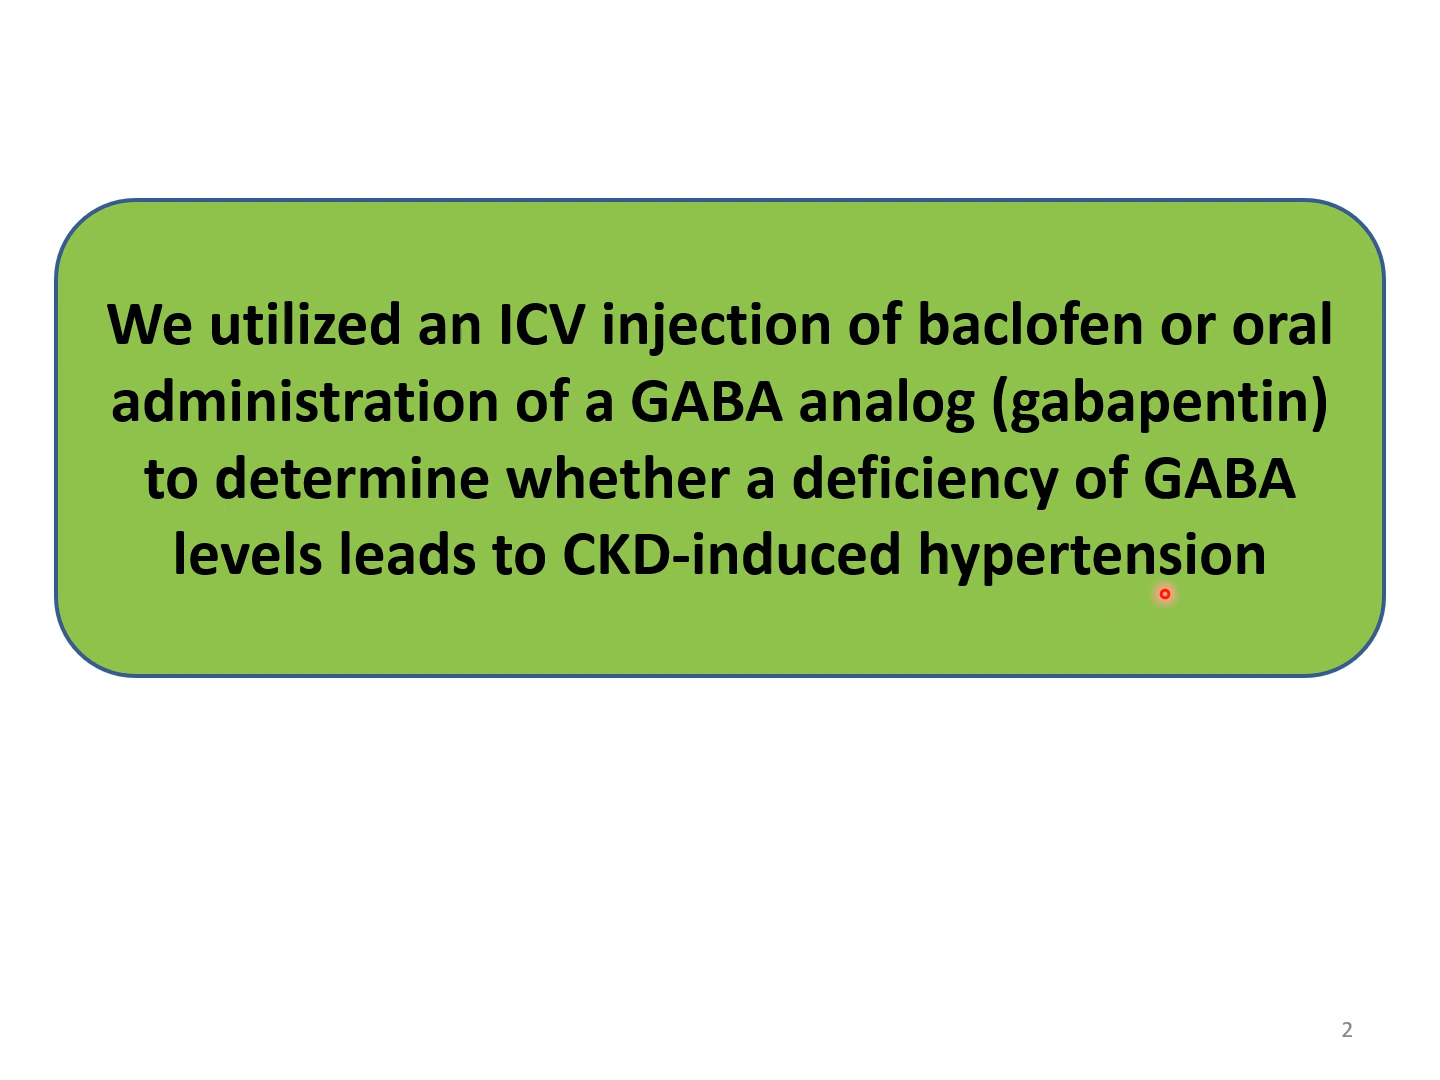 We utilized an ICV injection of baclofen or oral
administration of a GABA analog (gabapentin)
to determine whether a deficiency of GABA
levels leads to CKD-induced hypertension
2